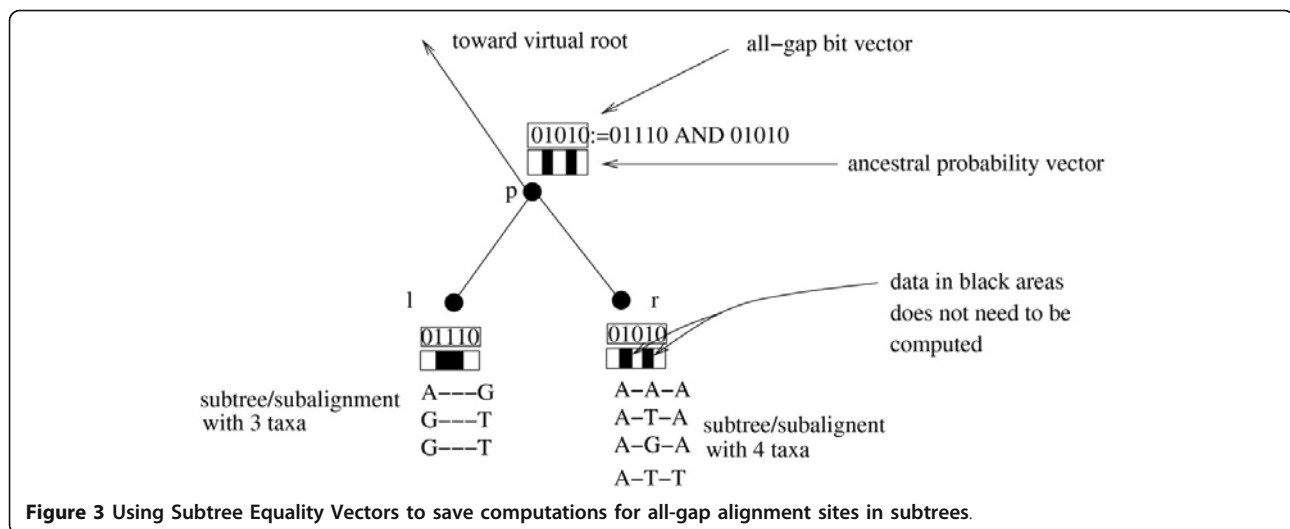 toward virtual root
all-gap bit vector
01010:=01110 AND 01010
ancestral probability vector
p
l
r
data in black areas
does not need to be
computed
01110
01010
subtree/subalignment
with 3 taxa
A---G
G---T
G---T
A-A-A
A-T-A
A-G-A
A-T-T
subtree/subalignent
with 4 taxa
Figure 3 Using Subtree Equality Vectors to save computations for all-gap alignment sites in subtrees.